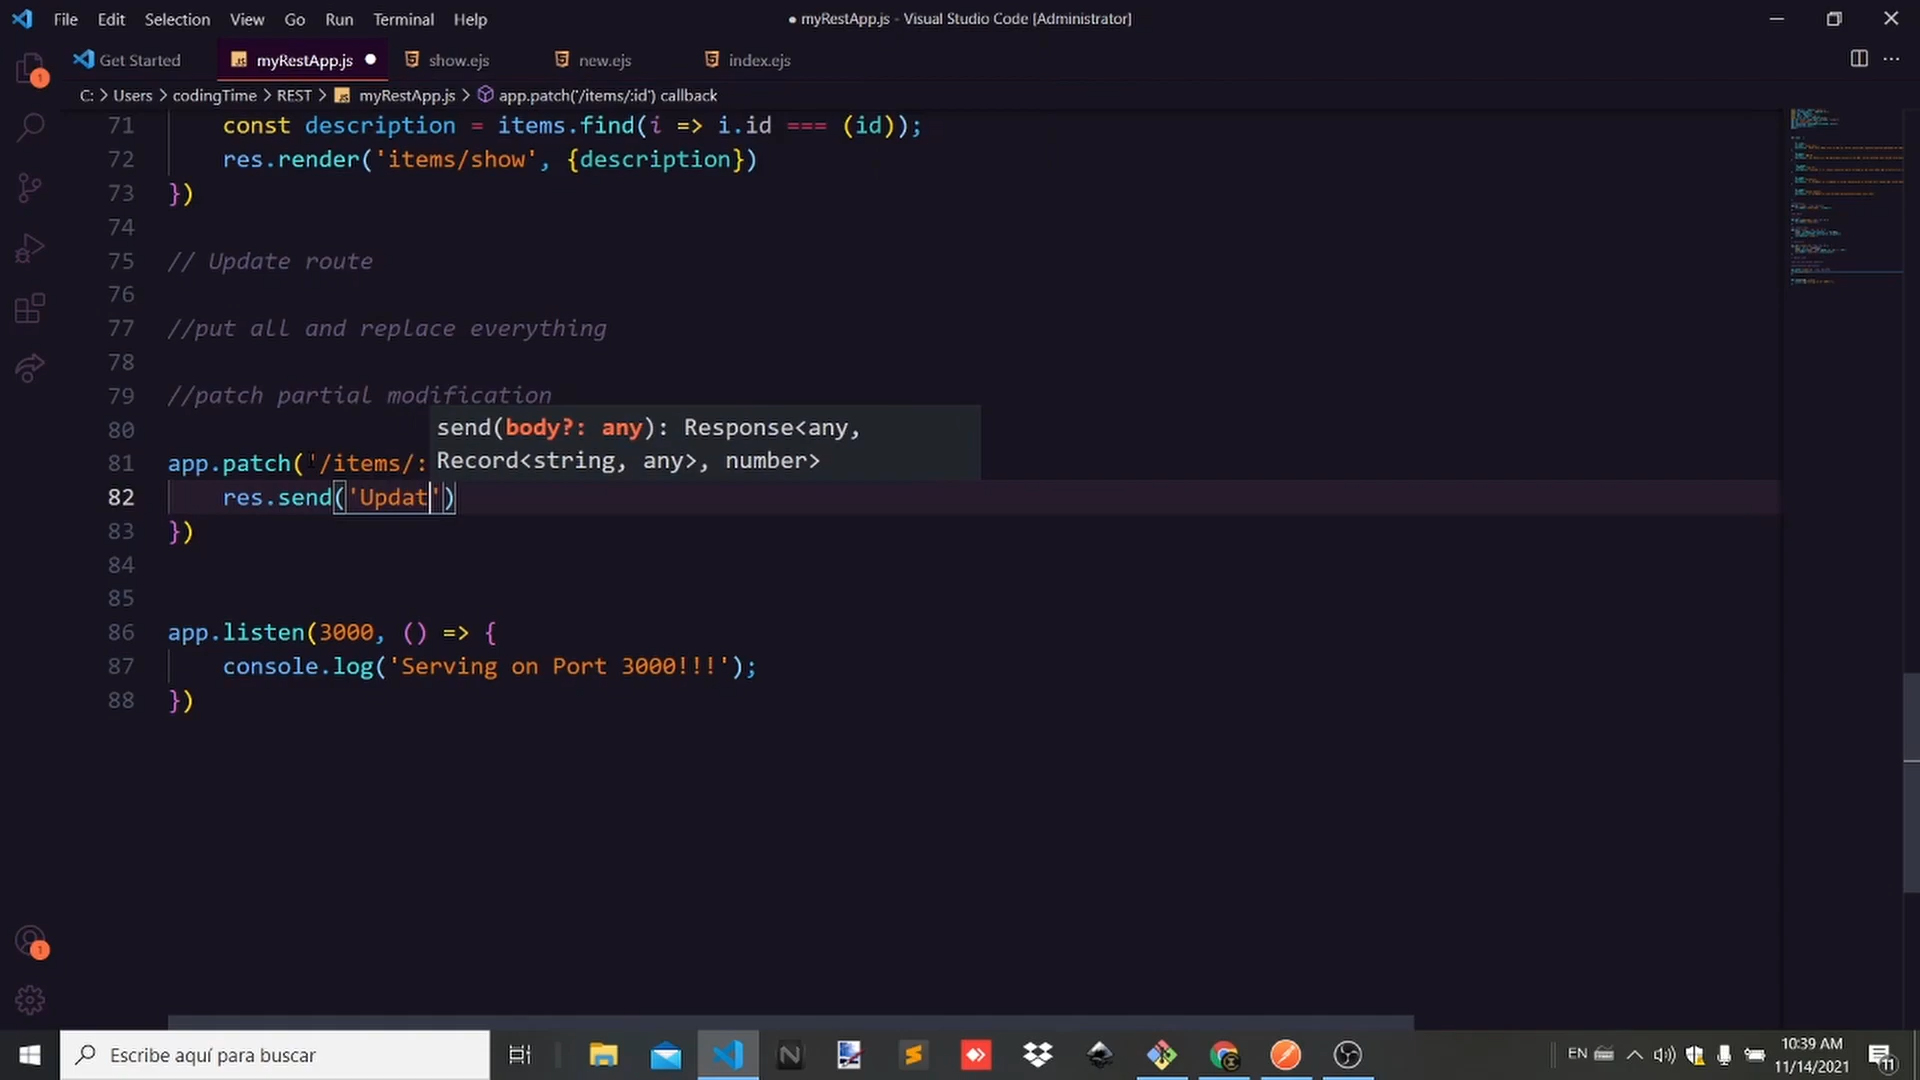 File Edit Selection View Go Run Terminal Help
● myRestApp.js - Visual Studio Code [Administrator]
Get Started myRestApp.js show.ejs new.ejs index.ejs
C: > Users > codingTime > REST > myRestApp.js > app.patch('/items/:id') callback
71 const description = items.find(i => i.id === (id));
72 res.render('items/show', {description})
73 })
74
75 // Update route
76
77 //put all and replace everything
78
79 //patch partial modification
80
send(body?: any): Response<any,
Record<string, any>, number>
81 app.patch('/items/:
82 res.send('Updat')
83 })
84
85
86 app.listen(3000, () => {
87 console.log('Serving on Port 3000!!!');
88 })
1
1
Escribe aquí para buscar
EN
10:39 AM
11/14/2021
11